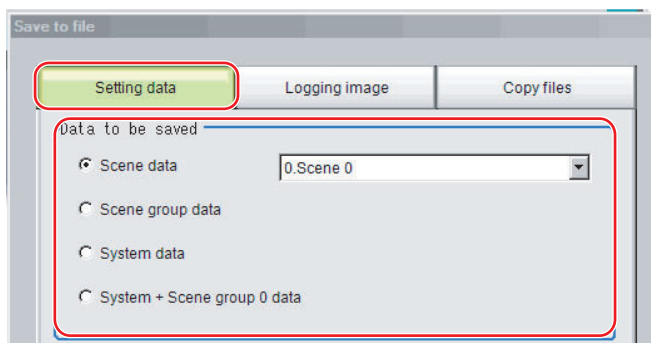 Save to file
Setting data
Logging image
Copy files
Data to be saved
Scene data
0.Scene 0
Scene group data
System data
System + Scene group 0 data